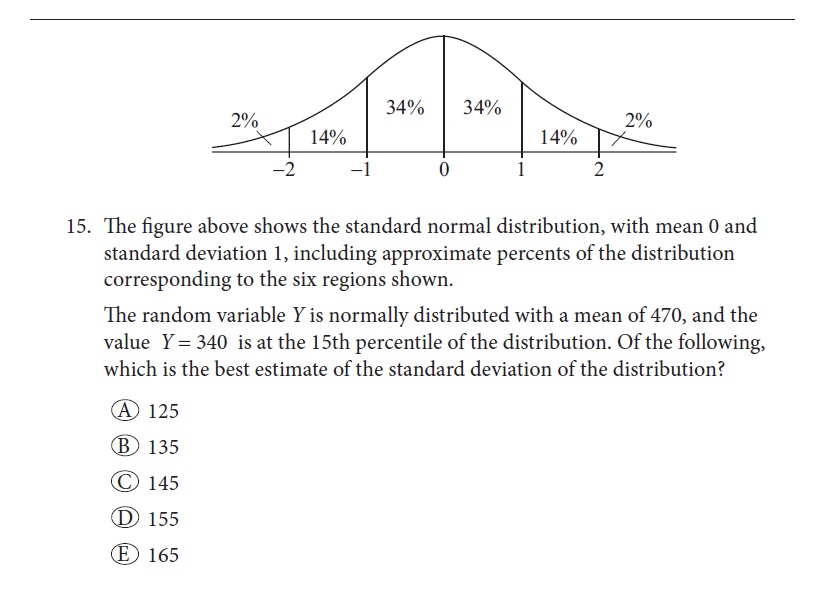 2% 34% 34% 2%
14% 14%
−2 −1 0 1 2
15. The figure above shows the standard normal distribution, with mean 0 and
standard deviation 1, including approximate percents of the distribution
corresponding to the six regions shown.
The random variable Y is normally distributed with a mean of 470, and the
value Y = 340 is at the 15th percentile of the distribution. Of the following,
which is the best estimate of the standard deviation of the distribution?
A 125
B 135
C 145
D 155
E 165